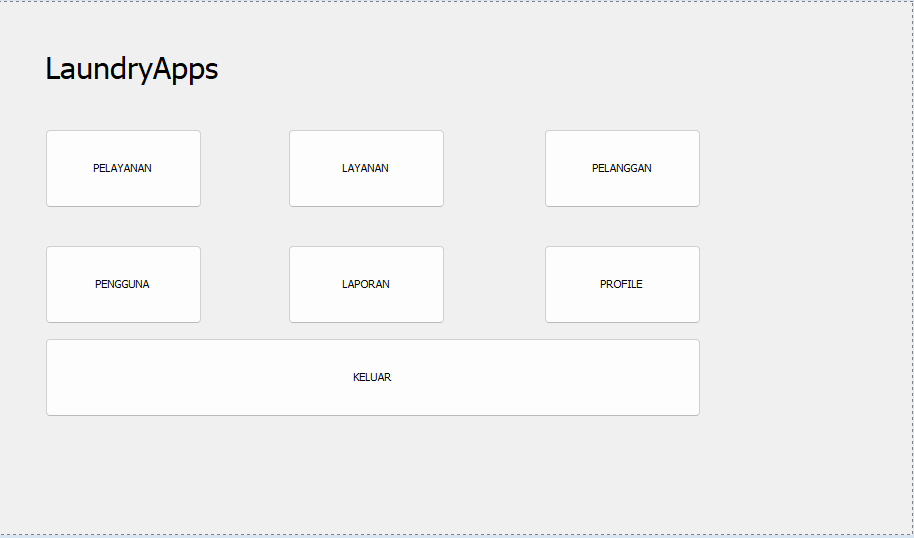 LaundryApps
PELAYANAN
LAYANAN
PELANGGAN
PENGGUNA
LAPORAN
PROFILE
KELUAR